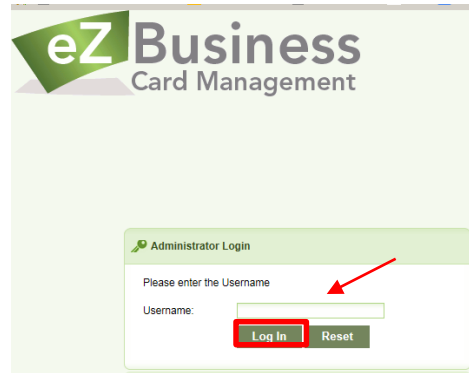 eZ Business
Card Management
Administrator Login
Please enter the Username
Username:
Log In Reset